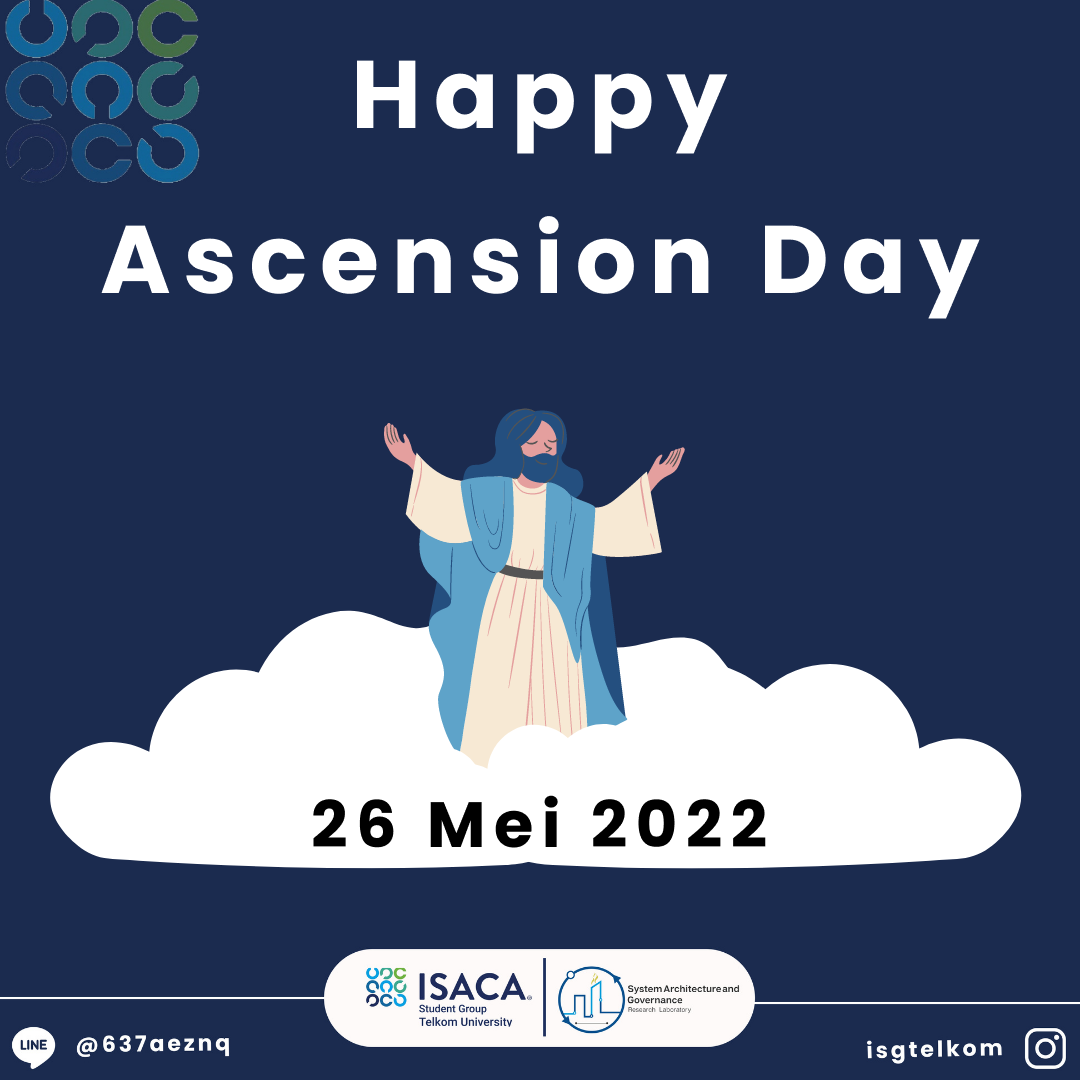 Happy
Ascension Day
26 Mei 2022
ISACA®
Student Group
Telkom University
System Architecture and
Governance
Research Laboratory
LINE
@637aeznq
isgtelkom